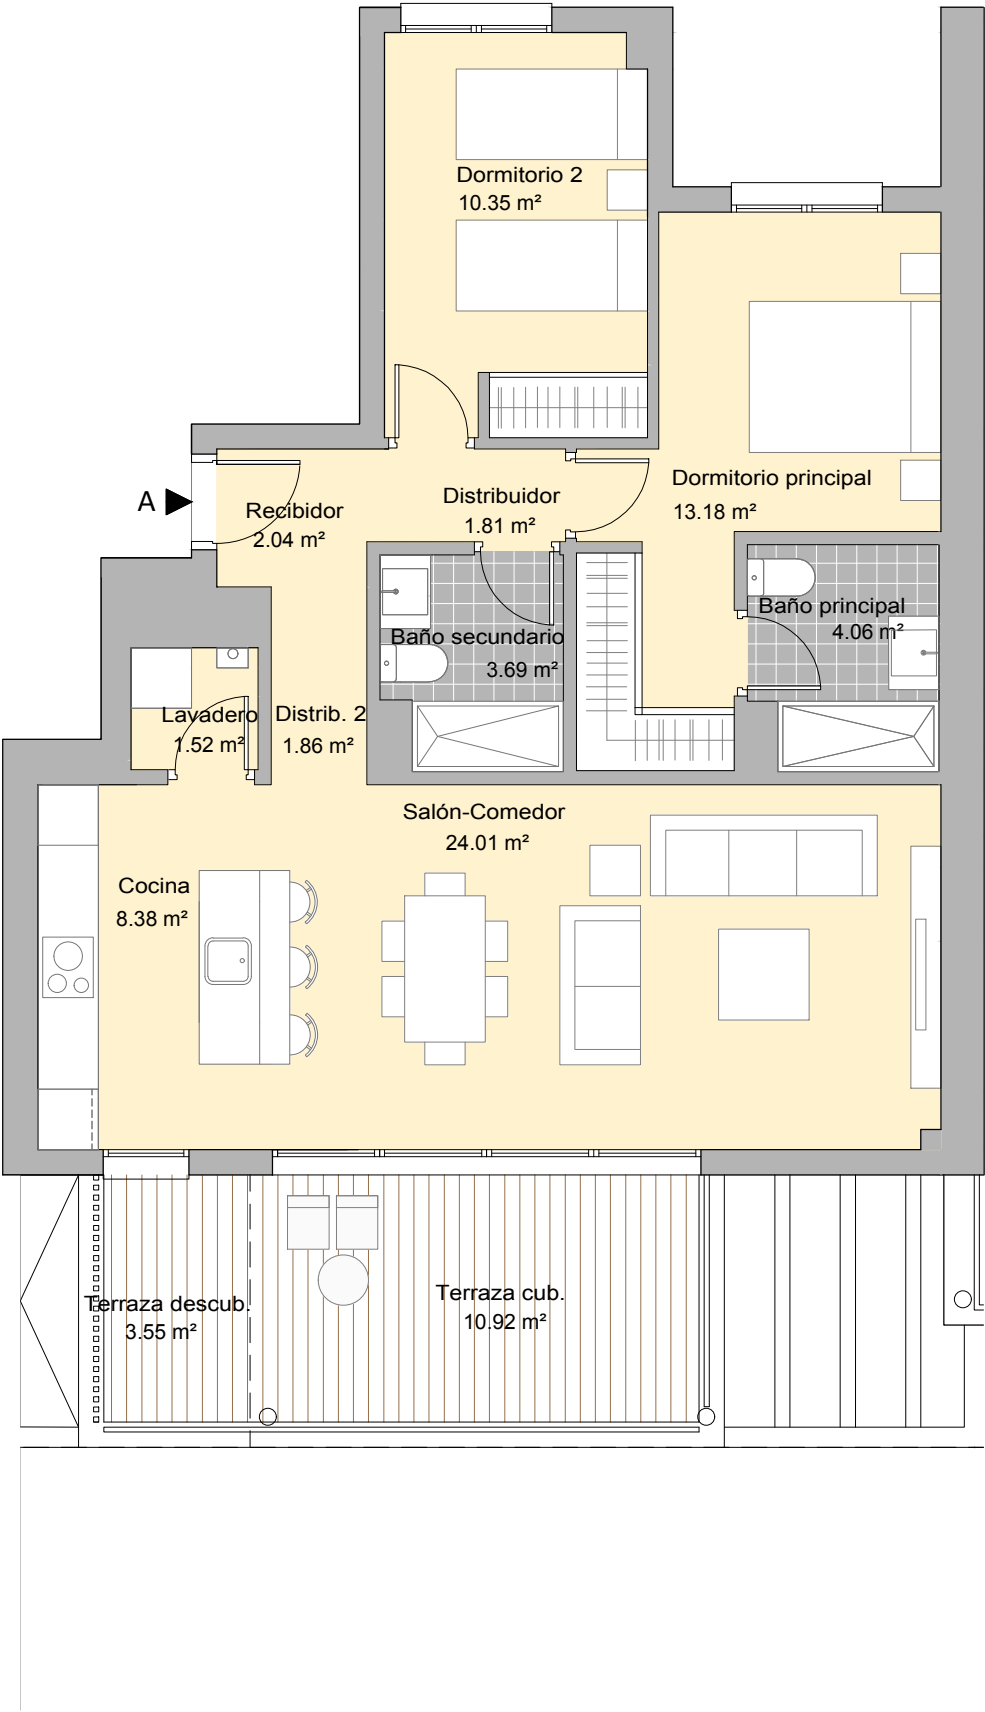 Dormitorio 2
10.35 m²
Dormitorio principal
13.18 m²
A
Recibidor
2.04 m²
Distribuidor
1.81 m²
Baño principal
4.06 m²
Baño secundario
3.69 m²
Lavadero
1.52 m²
Distrib. 2
1.86 m²
Salón-Comedor
24.01 m²
Cocina
8.38 m²
Terraza descub.
3.55 m²
Terraza cub.
10.92 m²